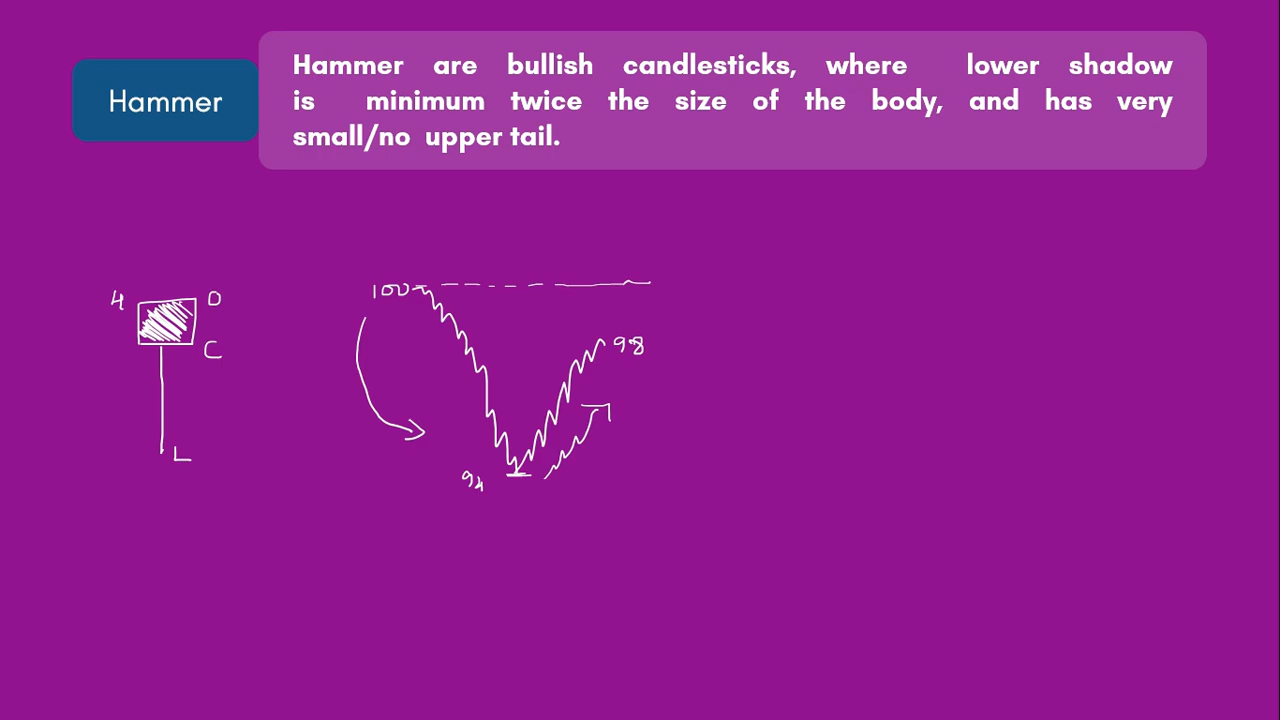 Hammer
Hammer are bullish candlesticks, where lower shadow
is minimum twice the size of the body, and has very
small/no upper tail.
H O
C
L
100
98
94